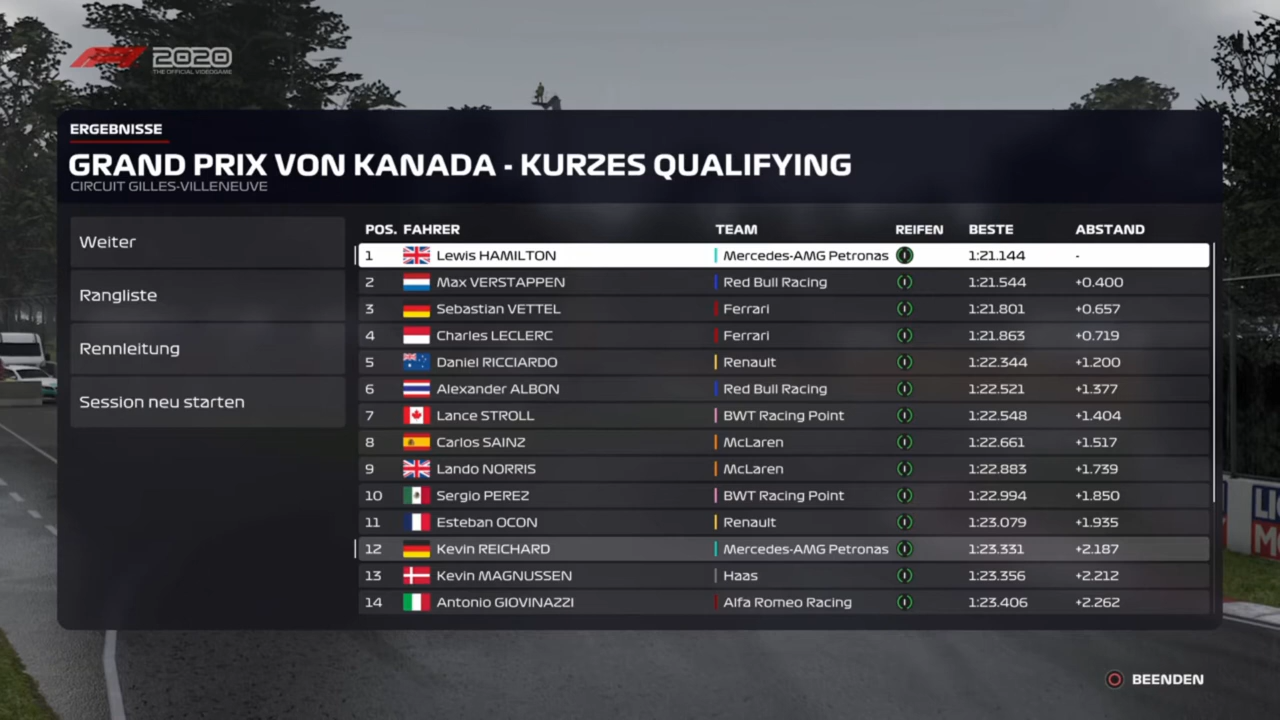 F1 2020
THE OFFICIAL VIDEOGAME
ERGEBNISSE
GRAND PRIX VON KANADA - KURZES QUALIFYING
CIRCUIT GILLES-VILLENEUVE
Weiter
Rangliste
Rennleitung
Session neu starten
POS. FAHRER TEAM REIFEN BESTE ABSTAND
1 Lewis HAMILTON Mercedes-AMG Petronas 1:21.144 -
2 Max VERSTAPPEN Red Bull Racing 1:21.544 +0.400
3 Sebastian VETTEL Ferrari 1:21.801 +0.657
4 Charles LECLERC Ferrari 1:21.863 +0.719
5 Daniel RICCIARDO Renault 1:22.344 +1.200
6 Alexander ALBON Red Bull Racing 1:22.521 +1.377
7 Lance STROLL BWT Racing Point 1:22.548 +1.404
8 Carlos SAINZ McLaren 1:22.661 +1.517
9 Lando NORRIS McLaren 1:22.883 +1.739
10 Sergio PEREZ BWT Racing Point 1:22.994 +1.850
11 Esteban OCON Renault 1:23.079 +1.935
12 Kevin REICHARD Mercedes-AMG Petronas 1:23.331 +2.187
13 Kevin MAGNUSSEN Haas 1:23.356 +2.212
14 Antonio GIOVINAZZI Alfa Romeo Racing 1:23.406 +2.262
BEENDEN